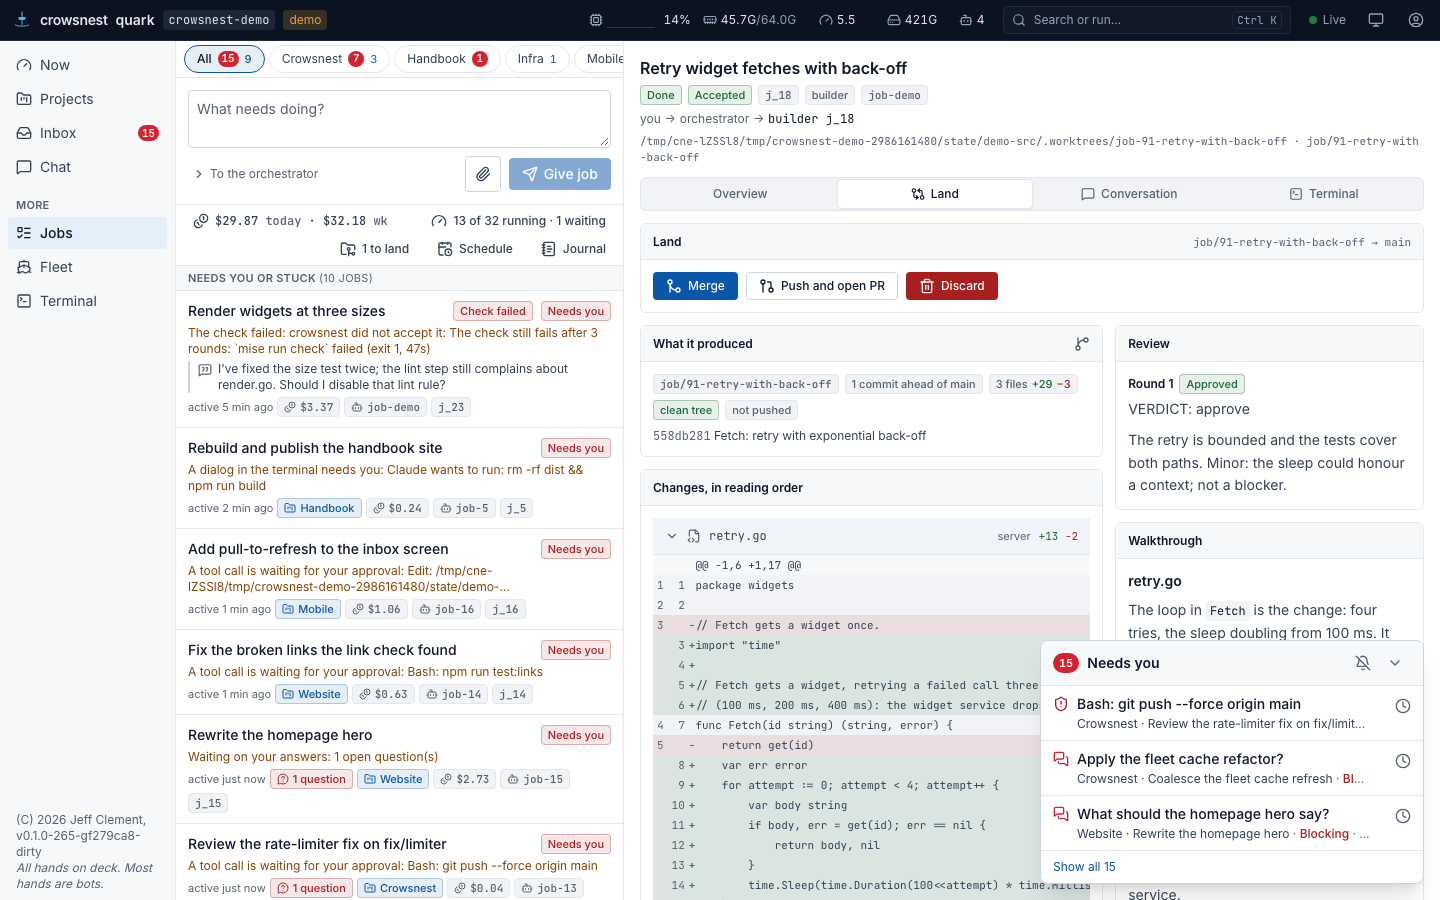 crowsnest quark crowsnest-demo demo
14% 45.7G/64.0G 5.5 421G 4 Search or run... Ctrl K Live
Now
Projects
Inbox 15
Chat
MORE
Jobs
Fleet
Terminal
(C) 2026 Jeff Clement,
v0.1.0-265-gf279ca8-
dirty
All hands on deck. Most
hands are bots.
All 15 9 Crowsnest 7 3 Handbook 1 Infra 1 Mobile
What needs doing?
To the orchestrator Give job
$29.87 today · $32.18 wk 13 of 32 running · 1 waiting
1 to land Schedule Journal
NEEDS YOU OR STUCK (10 JOBS)
Render widgets at three sizes Check failed Needs you
The check failed: crowsnest did not accept it: The check still fails after 3
rounds: `mise run check` failed (exit 1, 47s)
I've fixed the size test twice; the lint step still complains about
render.go. Should I disable that lint rule?
active 5 min ago $3.37 job-demo j_23
Rebuild and publish the handbook site Needs you
A dialog in the terminal needs you: Claude wants to run: rm -rf dist &&
npm run build
active 2 min ago Handbook $0.24 job-5 j_5
Add pull-to-refresh to the inbox screen Needs you
A tool call is waiting for your approval: Edit: /tmp/cne-
lZSSl8/tmp/crowsnest-demo-2986161480/state/demo-...
active 1 min ago Mobile $1.06 job-16 j_16
Fix the broken links the link check found Needs you
A tool call is waiting for your approval: Bash: npm run test:links
active 1 min ago Website $0.63 job-14 j_14
Rewrite the homepage hero Needs you
Waiting on your answers: 1 open question(s)
active just now 1 question Website $2.73 job-15
j_15
Review the rate-limiter fix on fix/limiter Needs you
A tool call is waiting for your approval: Bash: git push --force origin main
active just now 1 question Crowsnest $0.04 job-13
Retry widget fetches with back-off
Done Accepted j_18 builder job-demo
you → orchestrator → builder j_18
/tmp/cne-lZSSl8/tmp/crowsnest-demo-2986161480/state/demo-src/.worktrees/job-91-retry-with-back-off · job/91-retry-with
-back-off
Overview Land Conversation Terminal
Land job/91-retry-with-back-off → main
Merge Push and open PR Discard
What it produced
job/91-retry-with-back-off 1 commit ahead of main 3 files +29 −3
clean tree not pushed
558db281 Fetch: retry with exponential back-off
Changes, in reading order
retry.go server +13 -2
@@ -1,6 +1,17 @@
1 1 package widgets
2 2
3 -// Fetch gets a widget once.
3 +import "time"
4 +
5 +// Fetch gets a widget, retrying a failed call three
6 +// (100 ms, 200 ms, 400 ms): the widget service drop
4 7 func Fetch(id string) (string, error) {
5 - return get(id)
8 + var err error
9 + for attempt := 0; attempt < 4; attempt++ {
10 + var body string
11 + if body, err = get(id); err == nil {
12 + return body, nil
13 + }
14 + time.Sleep(time.Duration(100<<attempt) * time.Millis
Review
Round 1 Approved
VERDICT: approve
The retry is bounded and the tests cover
both paths. Minor: the sleep could honour
a context; not a blocker.
Walkthrough
retry.go
The loop in Fetch is the change: four
tries, the sleep doubling from 100 ms. It
service.
15 Needs you
Bash: git push --force origin main
Crowsnest · Review the rate-limiter fix on fix/limit...
Apply the fleet cache refactor?
Crowsnest · Coalesce the fleet cache refresh · Bl...
What should the homepage hero say?
Website · Rewrite the homepage hero · Blocking · ...
Show all 15